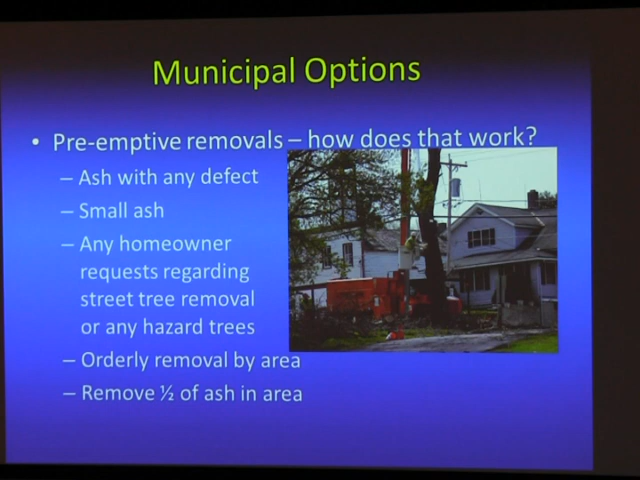 Municipal Options
• Pre-emptive removals – how does that work?
– Ash with any defect
– Small ash
– Any homeowner
requests regarding
street tree removal
or any hazard trees
– Orderly removal by area
– Remove ½ of ash in area